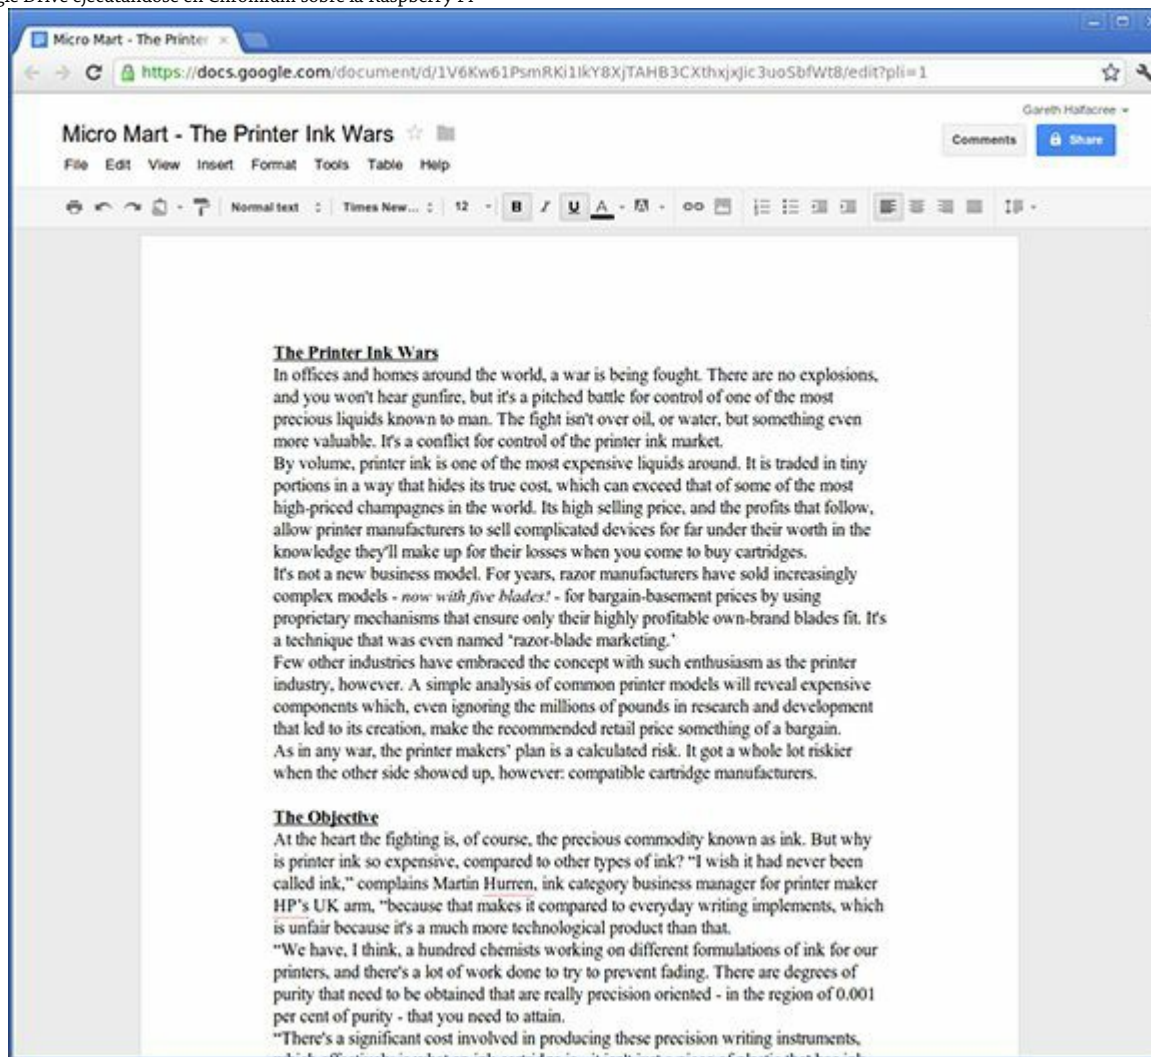 Drive ejecutándose en Chromium sobre la Raspberry Pi
Micro Mart - The Printer
https://docs.google.com/document/d/1V6Kw61PsmRKi1IkY8XjTAHB3CXthxjxJic3uoSbfWt8/edit?pli=1
Gareth Halfacree
Micro Mart - The Printer Ink Wars
Comments
Share
File Edit View Insert Format Tools Table Help
Normal text Times New... 12 B I U A
The Printer Ink Wars
In offices and homes around the world, a war is being fought. There are no explosions,
and you won't hear gunfire, but it's a pitched battle for control of one of the most
precious liquids known to man. The fight isn't over oil, or water, but something even
more valuable. It's a conflict for control of the printer ink market.
By volume, printer ink is one of the most expensive liquids around. It is traded in tiny
portions in a way that hides its true cost, which can exceed that of some of the most
high-priced champagnes in the world. Its high selling price, and the profits that follow,
allow printer manufacturers to sell complicated devices for far under their worth in the
knowledge they'll make up for their losses when you come to buy cartridges.
It's not a new business model. For years, razor manufacturers have sold increasingly
complex models - now with five blades! - for bargain-basement prices by using
proprietary mechanisms that ensure only their highly profitable own-brand blades fit. It's
a technique that was even named ‘razor-blade marketing.’
Few other industries have embraced the concept with such enthusiasm as the printer
industry, however. A simple analysis of common printer models will reveal expensive
components which, even ignoring the millions of pounds in research and development
that led to its creation, make the recommended retail price something of a bargain.
As in any war, the printer makers’ plan is a calculated risk. It got a whole lot riskier
when the other side showed up, however: compatible cartridge manufacturers.
The Objective
At the heart the fighting is, of course, the precious commodity known as ink. But why
is printer ink so expensive, compared to other types of ink? “I wish it had never been
called ink,” complains Martin Hurren, ink category business manager for printer maker
HP’s UK arm, “because that makes it compared to everyday writing implements, which
is unfair because it's a much more technological product than that.
“We have, I think, a hundred chemists working on different formulations of ink for our
printers, and there's a lot of work done to try to prevent fading. There are degrees of
purity that need to be obtained that are really precision oriented - in the region of 0.001
per cent of purity - that you need to attain.
“There's a significant cost involved in producing these precision writing instruments,